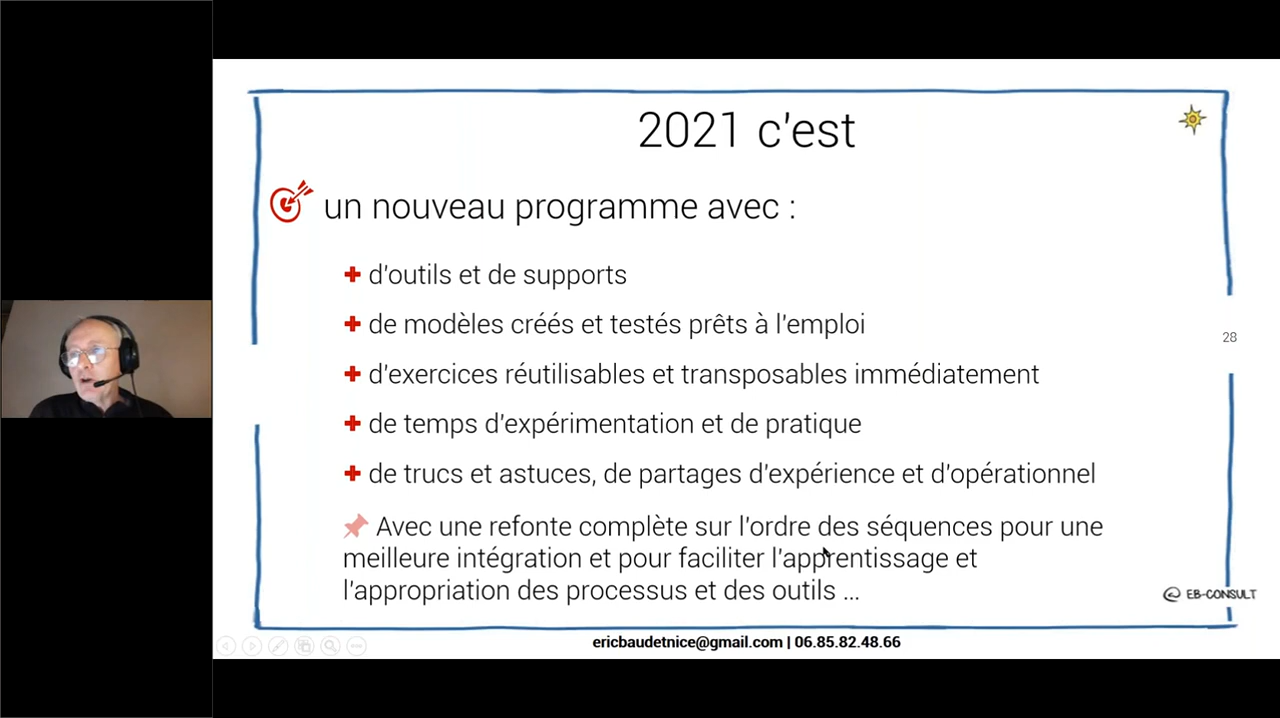 2021 c'est
un nouveau programme avec :
d'outils et de supports
de modèles créés et testés prêts à l'emploi
d'exercices réutilisables et transposables immédiatement
de temps d'expérimentation et de pratique
de trucs et astuces, de partages d'expérience et d'opérationnel
Avec une refonte complète sur l'ordre des séquences pour une
meilleure intégration et pour faciliter l'apprentissage et
l'appropriation des processus et des outils ...
28
@ EB-CONSULT
ericbaudetnice@gmail.com | 06.85.82.48.66